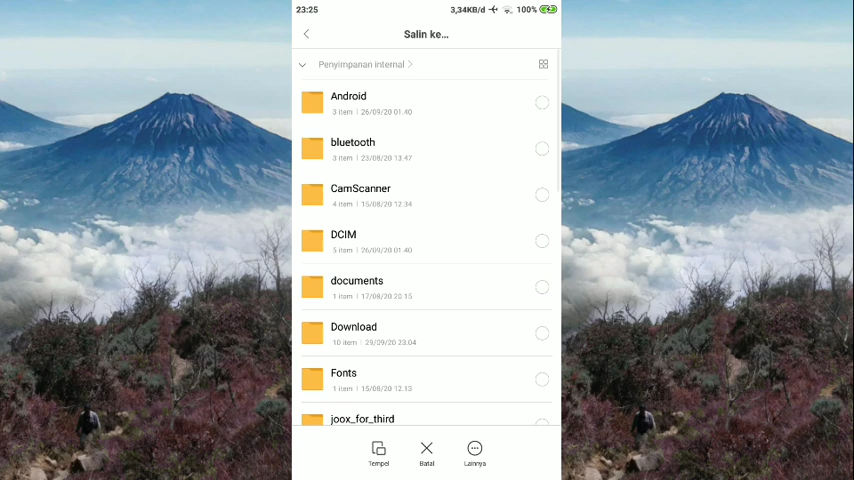 23:25
3,34KB/d
100%
Salin ke...
Penyimpanan internal
Android
3 item | 26/09/20 01.40
bluetooth
3 item | 23/08/20 13.47
CamScanner
4 item | 15/08/20 12.34
DCIM
5 item | 26/09/20 01.40
documents
1 item | 17/08/20 20.15
Download
10 item | 29/09/20 23.04
Fonts
1 item | 15/08/20 12.13
joox_for_third
Tempel
Batal
Lainnya